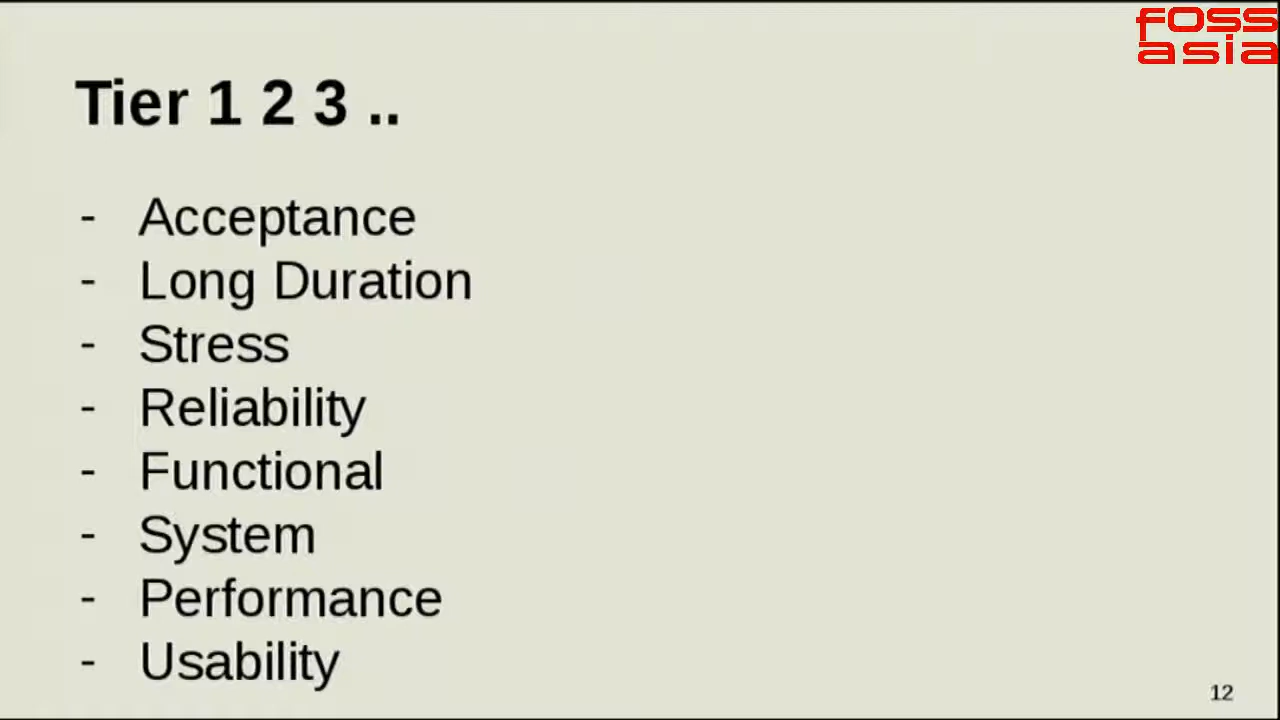 foss
asia
Tier 1 2 3 ..
- Acceptance
- Long Duration
- Stress
- Reliability
- Functional
- System
- Performance
- Usability
12